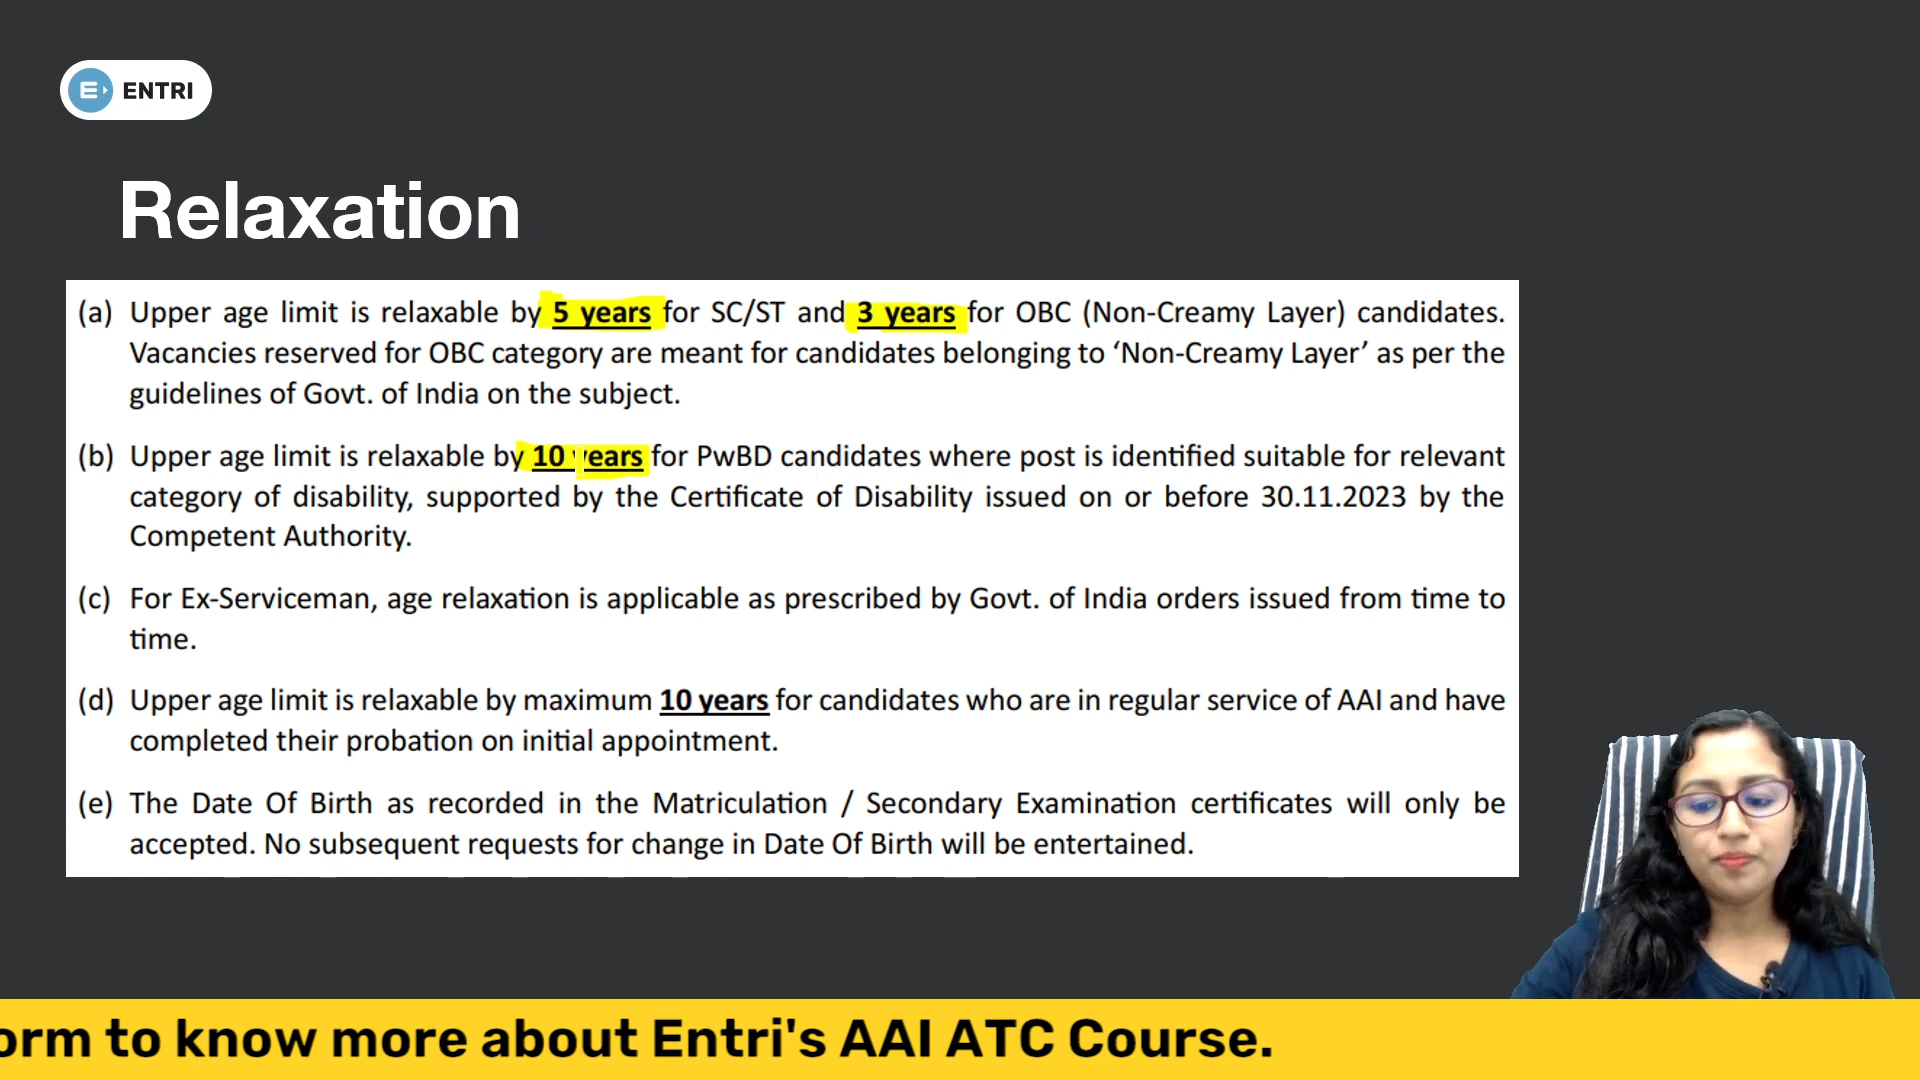 ENTRI
Relaxation
(a) Upper age limit is relaxable by 5 years for SC/ST and 3 years for OBC (Non-Creamy Layer) candidates.
Vacancies reserved for OBC category are meant for candidates belonging to ‘Non-Creamy Layer’ as per the
guidelines of Govt. of India on the subject.
(b) Upper age limit is relaxable by 10 years for PwBD candidates where post is identified suitable for relevant
category of disability, supported by the Certificate of Disability issued on or before 30.11.2023 by the
Competent Authority.
(c) For Ex-Serviceman, age relaxation is applicable as prescribed by Govt. of India orders issued from time to
time.
(d) Upper age limit is relaxable by maximum 10 years for candidates who are in regular service of AAI and have
completed their probation on initial appointment.
(e) The Date Of Birth as recorded in the Matriculation / Secondary Examination certificates will only be
accepted. No subsequent requests for change in Date Of Birth will be entertained.
orm to know more about Entri's AAI ATC Course.